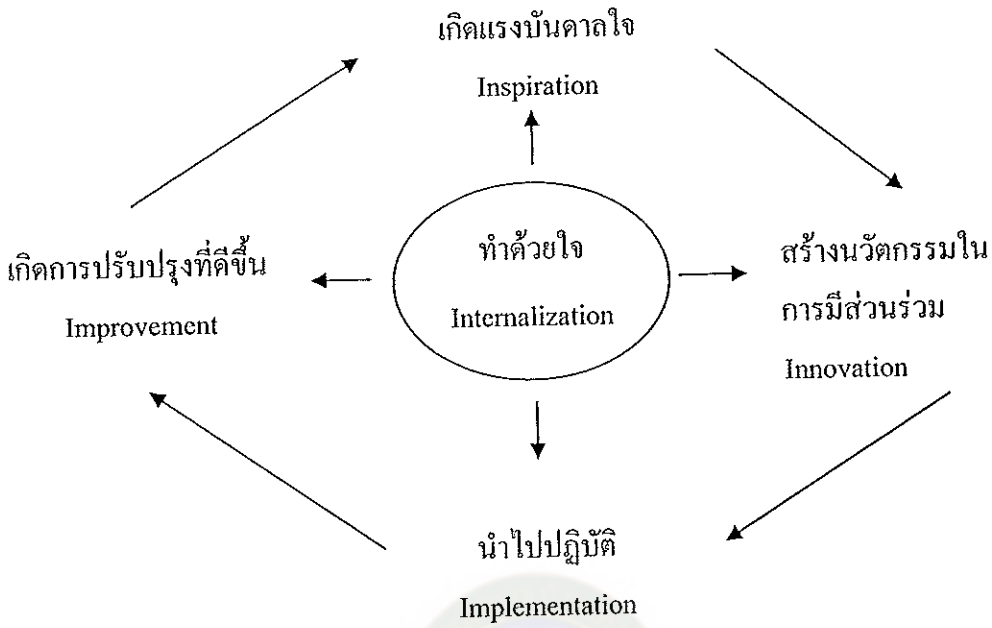 เกิดแรงบันดาลใจ
Inspiration
ทำด้วยใจ
Internalization
เกิดการปรับปรุงที่ดีขึ้น
Improvement
สร้างนวัตกรรมใน
การมีส่วนร่วม
Innovation
นำไปปฏิบัติ
Implementation